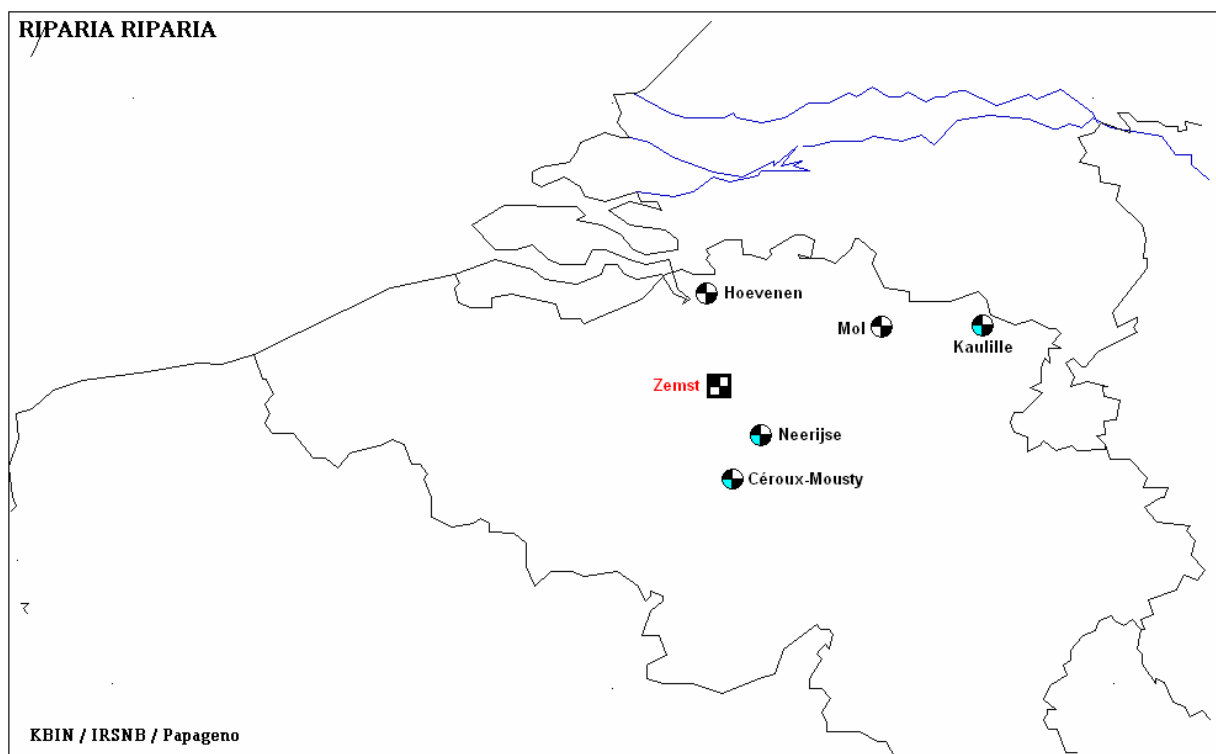 RIPARIA RIPARIA
Hoevenen
Mol
Kaulille
Zemst
Neerijse
Céroux-Mousty
KBIN / IRSNB / Papageno